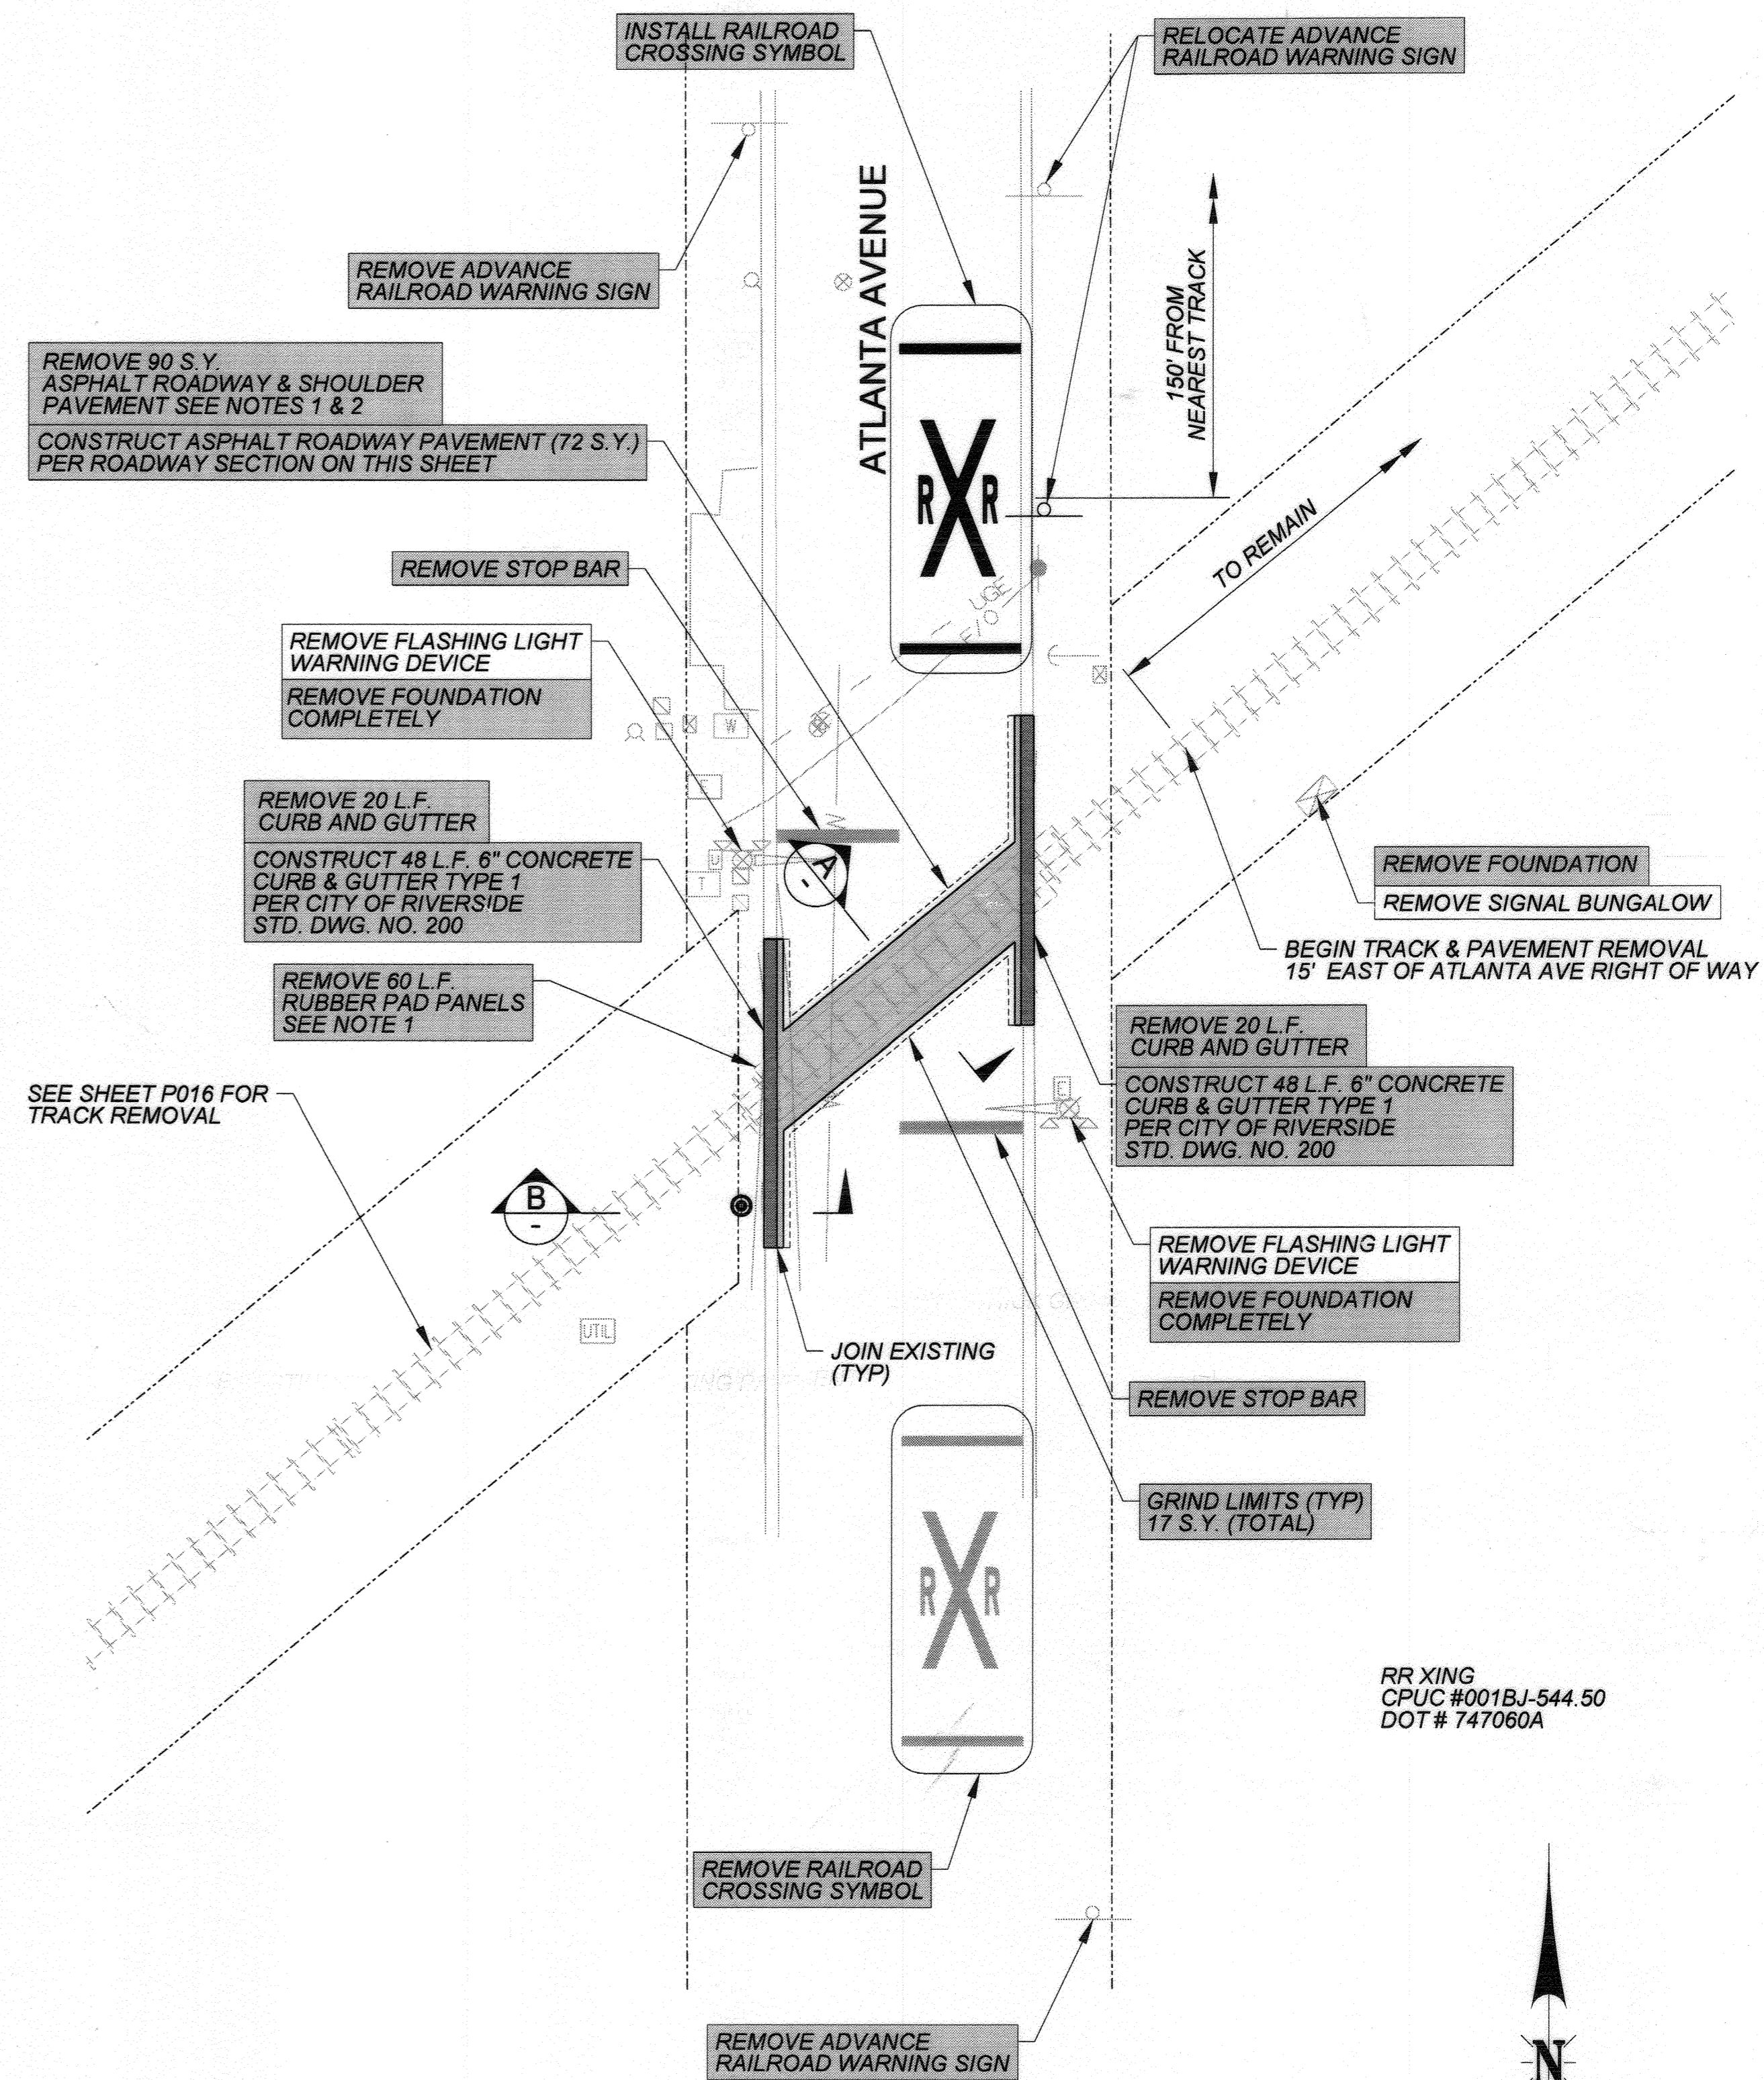 INSTALL RAILROAD
CROSSING SYMBOL
RELOCATE ADVANCE
RAILROAD WARNING SIGN
ATLANTA AVENUE
REMOVE ADVANCE
RAILROAD WARNING SIGN
150' FROM
NEAREST TRACK
REMOVE 90 S.Y.
ASPHALT ROADWAY & SHOULDER
PAVEMENT SEE NOTES 1 & 2
CONSTRUCT ASPHALT ROADWAY PAVEMENT (72 S.Y.)
PER ROADWAY SECTION ON THIS SHEET
R X R
TO REMAIN
REMOVE STOP BAR
UGE
F/O
REMOVE FLASHING LIGHT
WARNING DEVICE
REMOVE FOUNDATION
COMPLETELY
W
REMOVE 20 L.F.
CURB AND GUTTER
CONSTRUCT 48 L.F. 6" CONCRETE
CURB & GUTTER TYPE 1
PER CITY OF RIVERSIDE
STD. DWG. NO. 200
U
T
A
-
REMOVE FOUNDATION
REMOVE SIGNAL BUNGALOW
BEGIN TRACK & PAVEMENT REMOVAL
15' EAST OF ATLANTA AVE RIGHT OF WAY
REMOVE 60 L.F.
RUBBER PAD PANELS
SEE NOTE 1
REMOVE 20 L.F.
CURB AND GUTTER
CONSTRUCT 48 L.F. 6" CONCRETE
CURB & GUTTER TYPE 1
PER CITY OF RIVERSIDE
STD. DWG. NO. 200
SEE SHEET P016 FOR
TRACK REMOVAL
B
-
REMOVE FLASHING LIGHT
WARNING DEVICE
REMOVE FOUNDATION
COMPLETELY
UTIL
JOIN EXISTING
(TYP)
REMOVE STOP BAR
GRIND LIMITS (TYP)
17 S.Y. (TOTAL)
R X R
RR XING
CPUC #001BJ-544.50
DOT # 747060A
REMOVE RAILROAD
CROSSING SYMBOL
REMOVE ADVANCE
RAILROAD WARNING SIGN
N